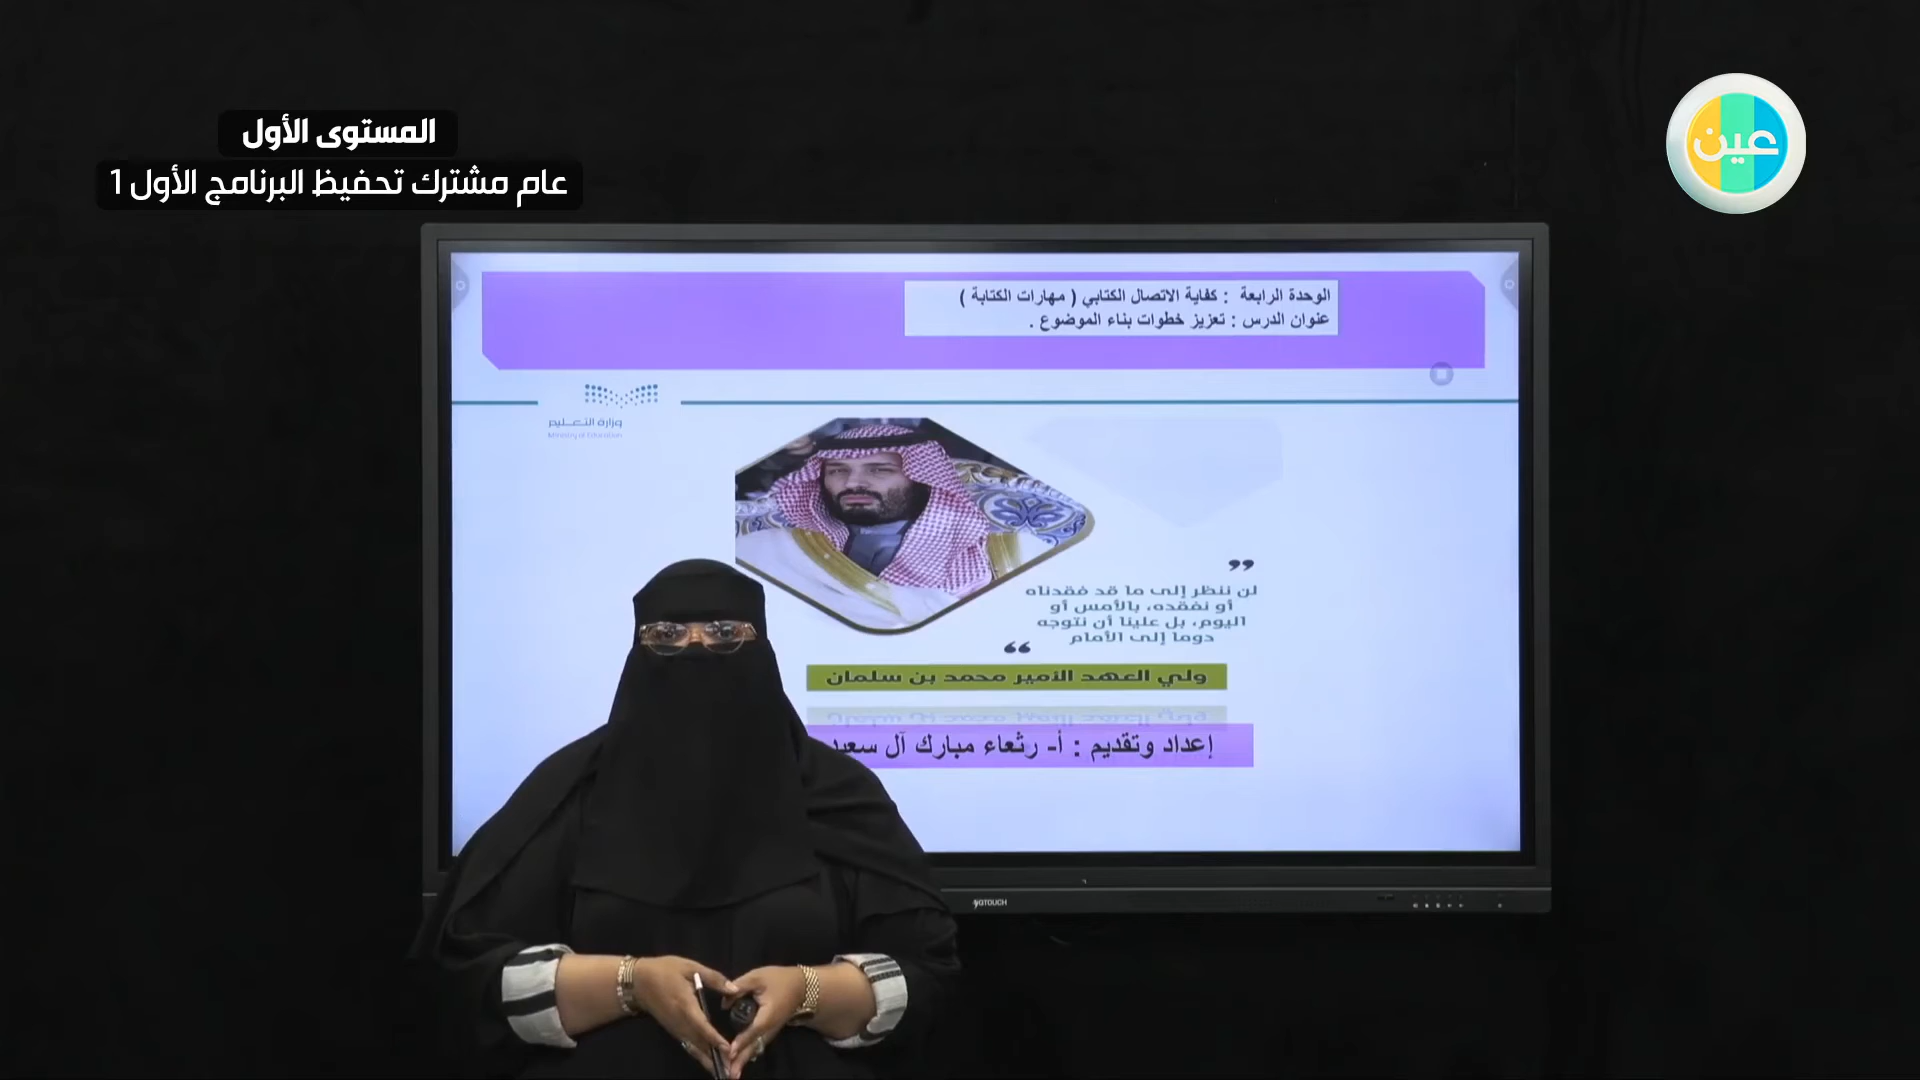 المستوى الأول
عام مشترك تحفيظ البرنامج الأول 1
عين
الوحدة الرابعة : كفاية الاتصال الكتابي ( مهارات الكتابة )
عنوان الدرس : تعزيز خطوات بناء الموضوع .
وزارة التعليم
Ministry of Education
لن ننظر إلى ما قد فقدناه
أو نفقده، بالأمس أو
اليوم، بل علينا أن نتوجه
دوما إلى الأمام
ولي العهد الأمير محمد بن سلمان
إعداد وتقديم : أ- رثعاء مبارك آل سعيد